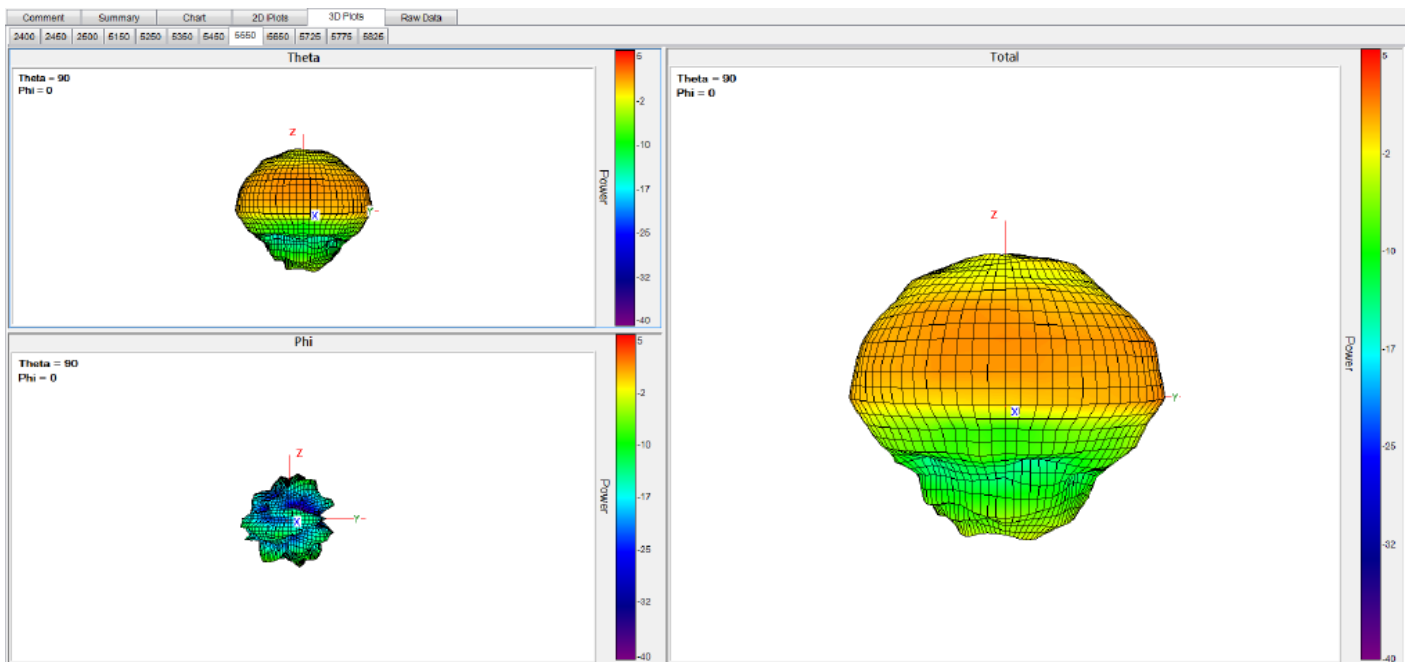 Comment Summary Chart 2D Plots 3D Plots Raw Data
2400 2450 2500 5150 5250 5350 5450 5550 5650 5725 5775 5825
Theta
Theta = 90
Phi = 0
Z
X
Y
5
-2
-10
-17
-25
-32
-40
Power
Phi
Theta = 90
Phi = 0
Z
X
Y
5
-2
-10
-17
-25
-32
-40
Power
Total
Theta = 90
Phi = 0
Z
X
Y
5
-2
-10
-17
-25
-32
-40
Power